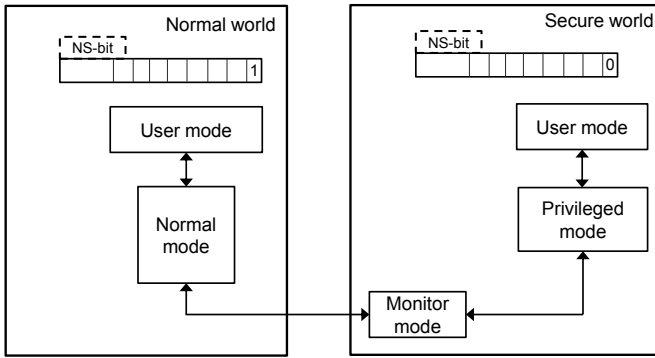 Normal world
NS-bit
1
User mode
Normal
mode
Secure world
NS-bit
0
User mode
Privileged
mode
Monitor
mode